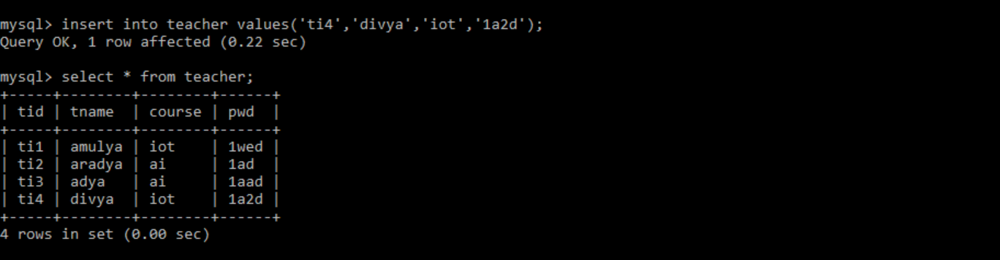 mysql> insert into teacher values('ti4','divya','iot','1a2d');
Query OK, 1 row affected (0.22 sec)
mysql> select * from teacher;
+-----+--------+--------+------+
| tid | tname  | course | pwd  |
+-----+--------+--------+------+
| ti1 | amulya | iot    | 1wed |
| ti2 | aradya | ai     | 1ad  |
| ti3 | adya   | ai     | 1aad |
| ti4 | divya  | iot    | 1a2d |
+-----+--------+--------+------+
4 rows in set (0.00 sec)